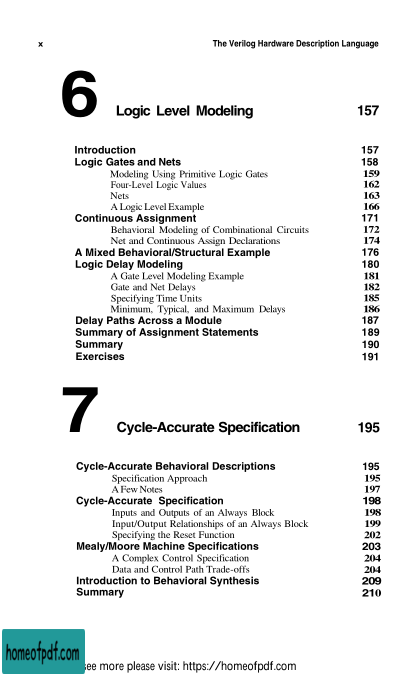 x The Verilog Hardware Description Language
6 Logic Level Modeling 157
Introduction 157
Logic Gates and Nets 158
Modeling Using Primitive Logic Gates 159
Four-Level Logic Values 162
Nets 163
A Logic Level Example 166
Continuous Assignment 171
Behavioral Modeling of Combinational Circuits 172
Net and Continuous Assign Declarations 174
A Mixed Behavioral/Structural Example 176
Logic Delay Modeling 180
A Gate Level Modeling Example 181
Gate and Net Delays 182
Specifying Time Units 185
Minimum, Typical, and Maximum Delays 186
Delay Paths Across a Module 187
Summary of Assignment Statements 189
Summary 190
Exercises 191
7 Cycle-Accurate Specification 195
Cycle-Accurate Behavioral Descriptions 195
Specification Approach 195
A Few Notes 197
Cycle-Accurate Specification 198
Inputs and Outputs of an Always Block 198
Input/Output Relationships of an Always Block 199
Specifying the Reset Function 202
Mealy/Moore Machine Specifications 203
A Complex Control Specification 204
Data and Control Path Trade-offs 204
Introduction to Behavioral Synthesis 209
Summary 210
homeofpdf.com
see more please visit: https://homeofpdf.com